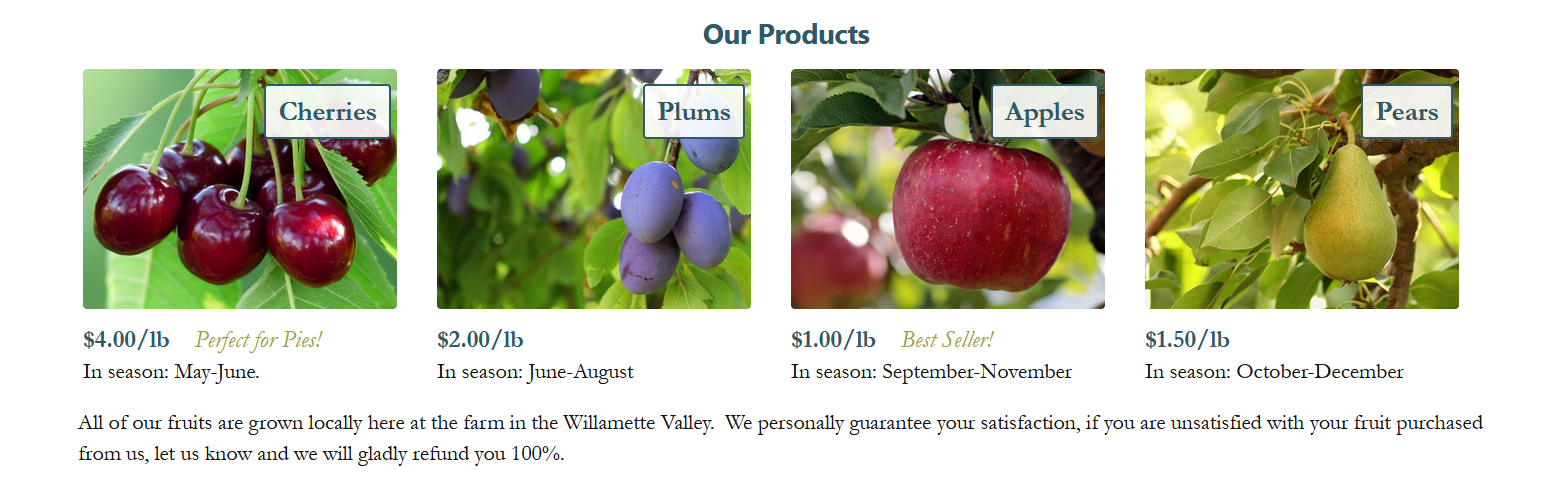 Our Products
Cherries
Plums
Apples
Pears
$4.00/lb Perfect for Pies!
In season: May-June.
$2.00/lb
In season: June-August
$1.00/lb Best Seller!
In season: September-November
$1.50/lb
In season: October-December
All of our fruits are grown locally here at the farm in the Willamette Valley.  We personally guarantee your satisfaction, if you are unsatisfied with your fruit purchased
from us, let us know and we will gladly refund you 100%.